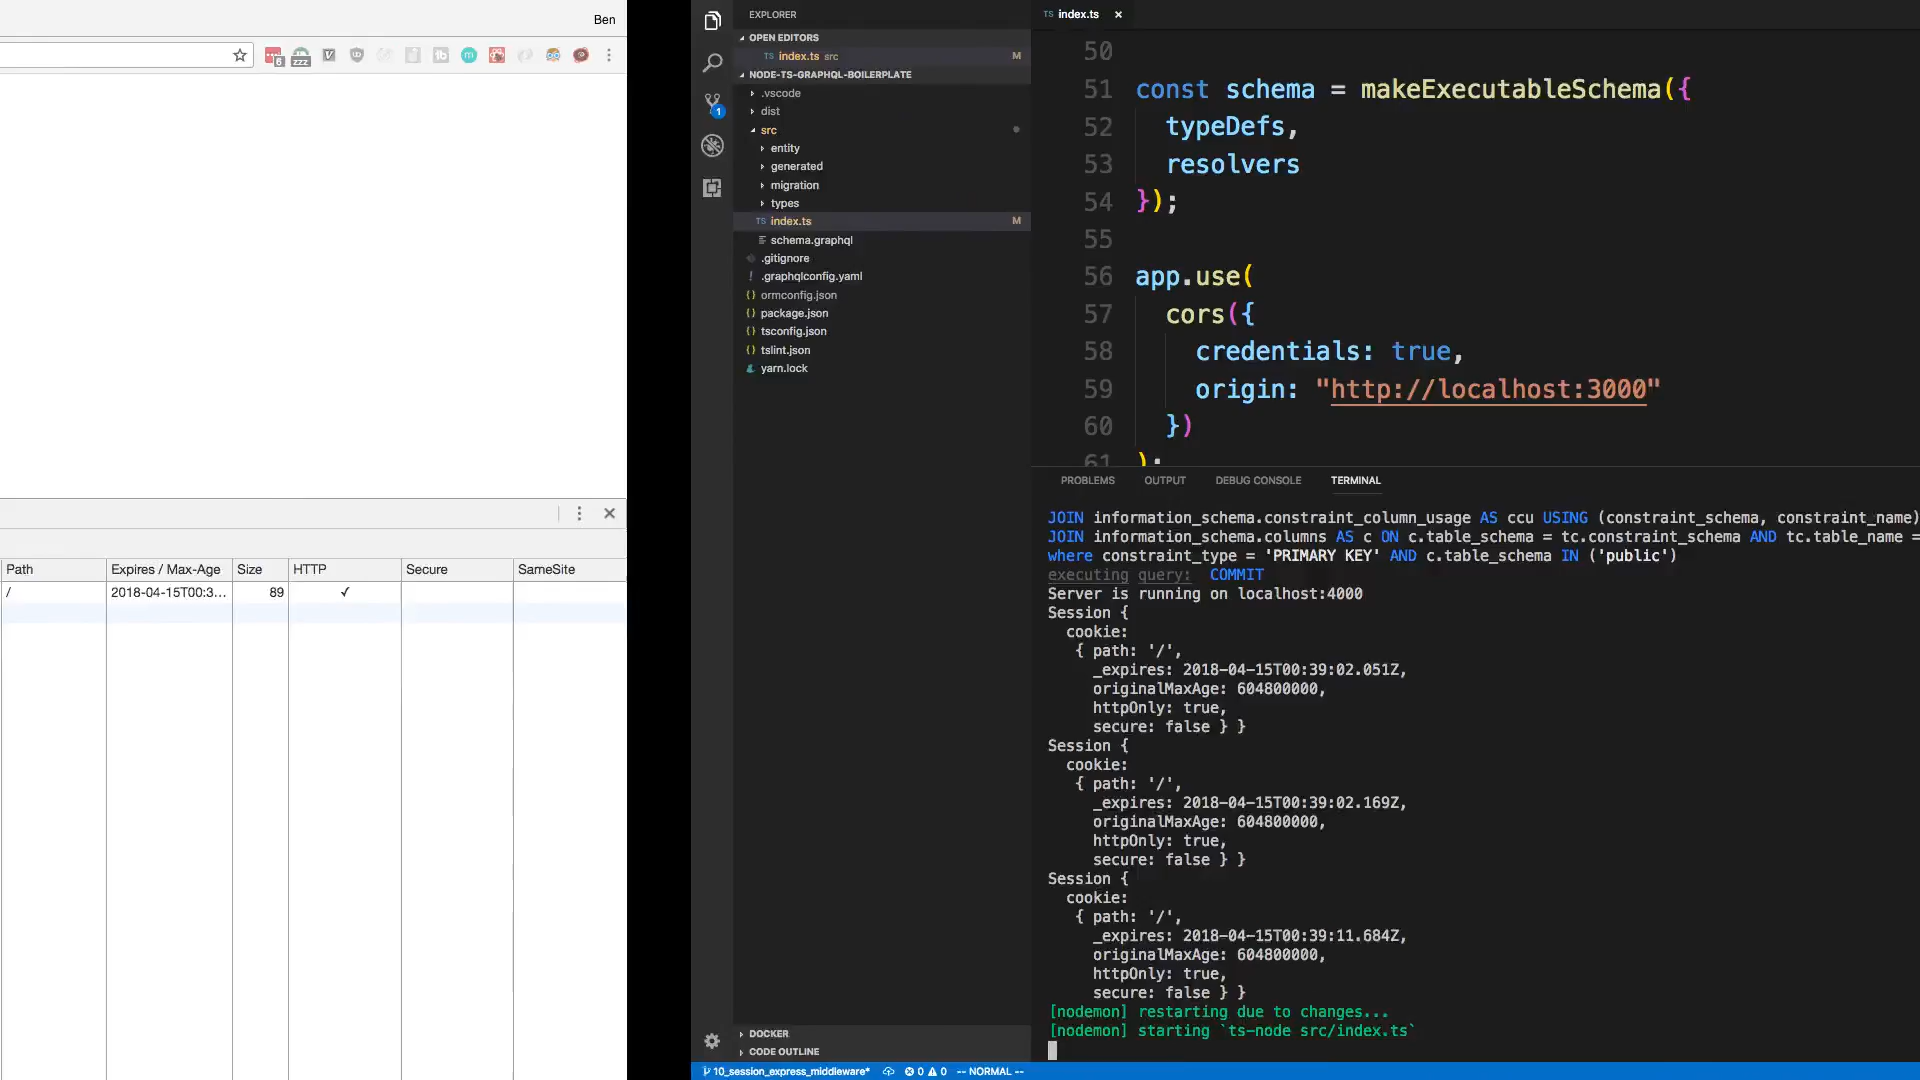 Ben
6
zzz
Path Expires / Max-Age Size HTTP Secure SameSite
/ 2018-04-15T00:3... 89 ✓
EXPLORER
OPEN EDITORS
TS index.ts src M
NODE-TS-GRAPHQL-BOILERPLATE
.vscode
dist
src
entity
generated
migration
types
TS index.ts M
schema.graphql
.gitignore
! .graphqlconfig.yaml
{} ormconfig.json
{} package.json
{} tsconfig.json
{} tslint.json
yarn.lock
DOCKER
CODE OUTLINE
1
TS index.ts ×
50
51 const schema = makeExecutableSchema({
52 typeDefs,
53 resolvers
54 });
55
56 app.use(
57 cors({
58 credentials: true,
59 origin: "http://localhost:3000"
60 })
61 );
PROBLEMS OUTPUT DEBUG CONSOLE TERMINAL
JOIN information_schema.constraint_column_usage AS ccu USING (constraint_schema, constraint_name)
JOIN information_schema.columns AS c ON c.table_schema = tc.constraint_schema AND tc.table_name =
where constraint_type = 'PRIMARY KEY' AND c.table_schema IN ('public')
executing query: COMMIT
Server is running on localhost:4000
Session {
cookie:
{ path: '/',
_expires: 2018-04-15T00:39:02.051Z,
originalMaxAge: 604800000,
httpOnly: true,
secure: false } }
Session {
cookie:
{ path: '/',
_expires: 2018-04-15T00:39:02.169Z,
originalMaxAge: 604800000,
httpOnly: true,
secure: false } }
Session {
cookie:
{ path: '/',
_expires: 2018-04-15T00:39:11.684Z,
originalMaxAge: 604800000,
httpOnly: true,
secure: false } }
[nodemon] restarting due to changes...
[nodemon] starting `ts-node src/index.ts`
10_session_express_middleware* 0 0 -- NORMAL --